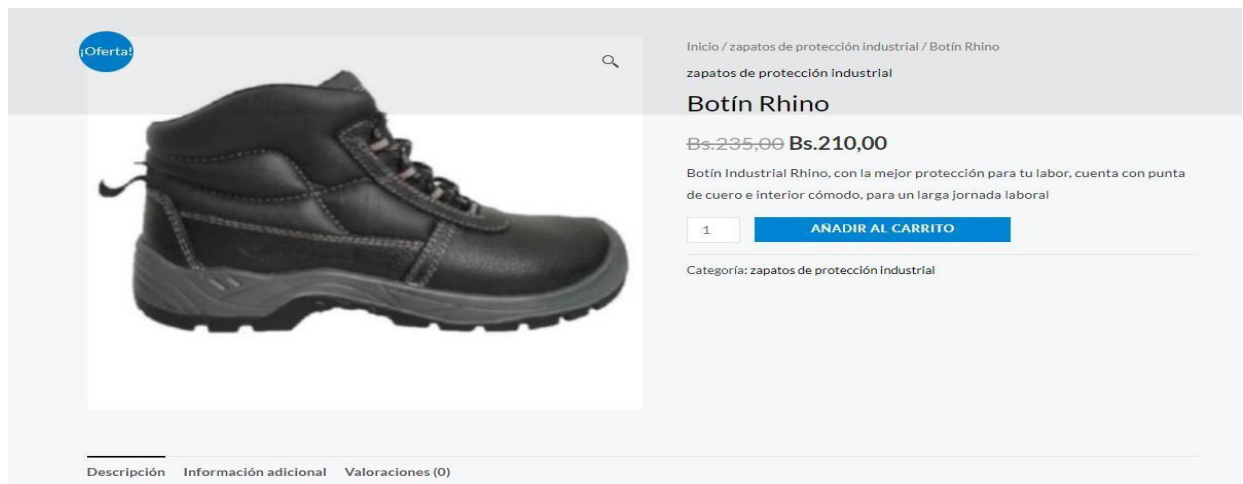 ¡Oferta!
Inicio / zapatos de protección industrial / Botín Rhino
zapatos de protección industrial
Botín Rhino
Bs.235,00 Bs.210,00
Botín Industrial Rhino, con la mejor protección para tu labor, cuenta con punta
de cuero e interior cómodo, para un larga jornada laboral
1 AÑADIR AL CARRITO
Categoría: zapatos de protección industrial
Descripción Información adicional Valoraciones (0)